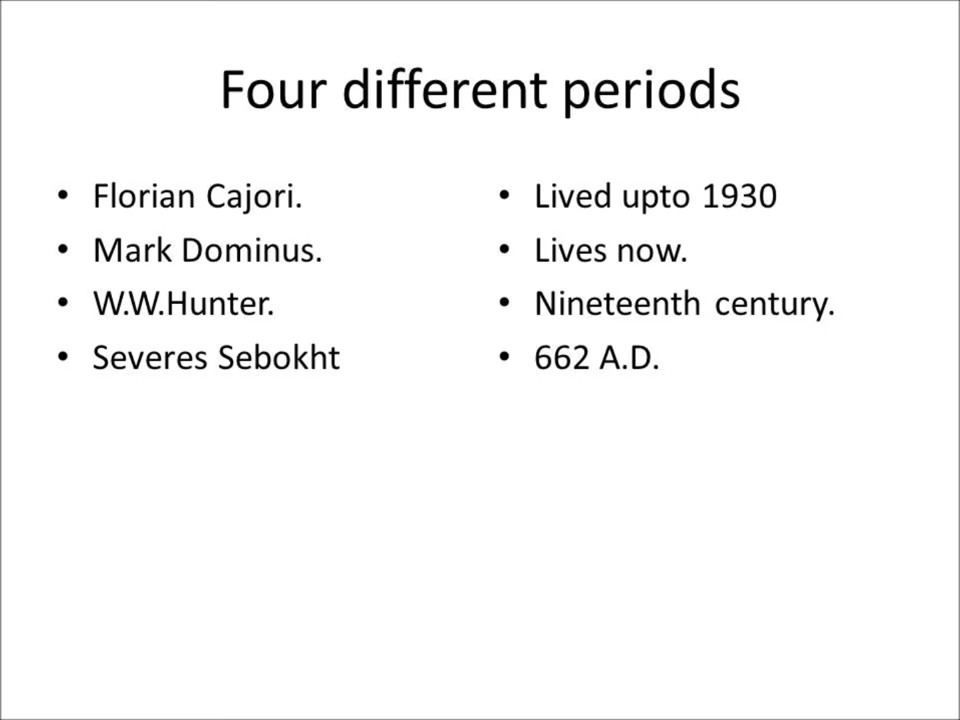 Four different periods
• Florian Cajori.
• Mark Dominus.
• W.W.Hunter.
• Severes Sebokht
• Lived upto 1930
• Lives now.
• Nineteenth century.
• 662 A.D.